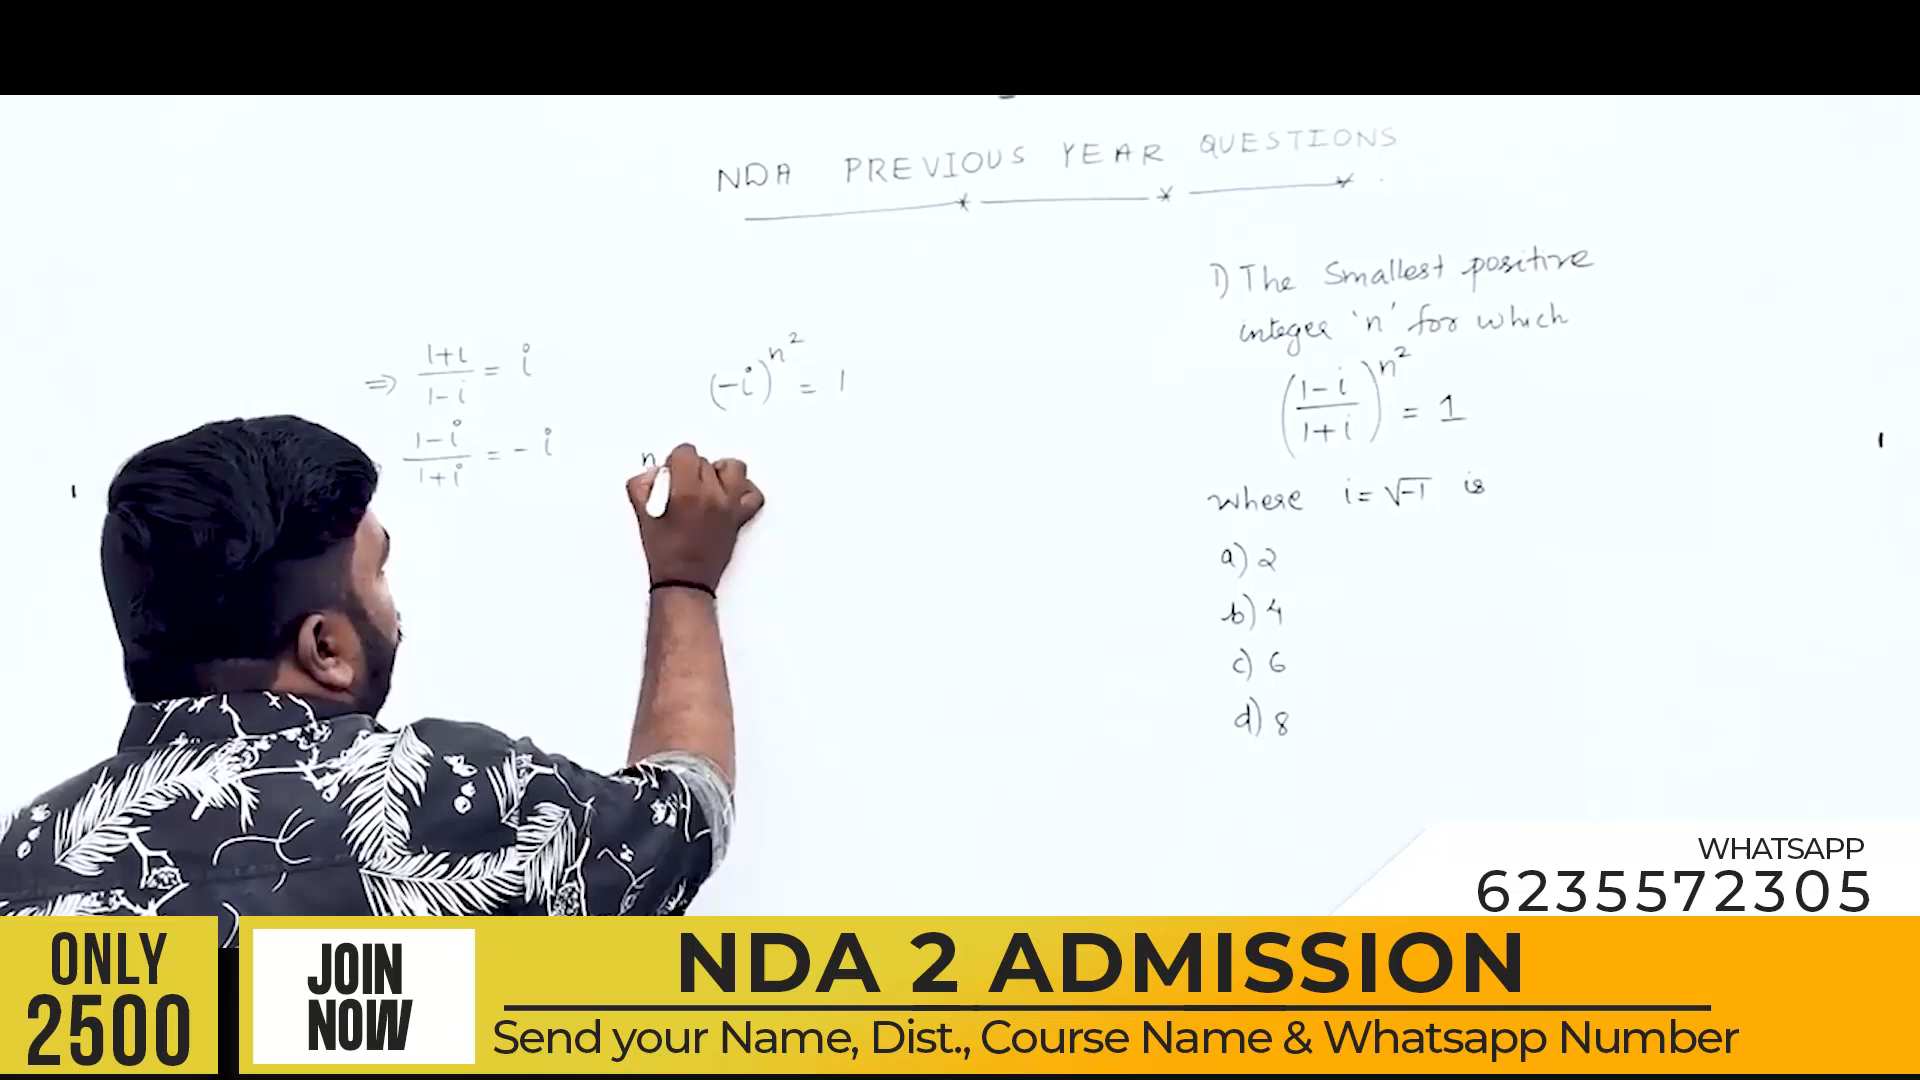 NDA PREVIOUS YEAR QUESTIONS
1) The Smallest positive
integer 'n' for which
((1-i)/(1+i))^n² = 1
where i = √-1 is
a) 2
b) 4
c) 6
d) 8
⇒ (1+i)/(1-i) = i
(1-i)/(1+i) = -i
(-i)^n² = 1
n
WHATSAPP
6235572305
ONLY
2500
JOIN
NOW
NDA 2 ADMISSION
Send your Name, Dist., Course Name & Whatsapp Number